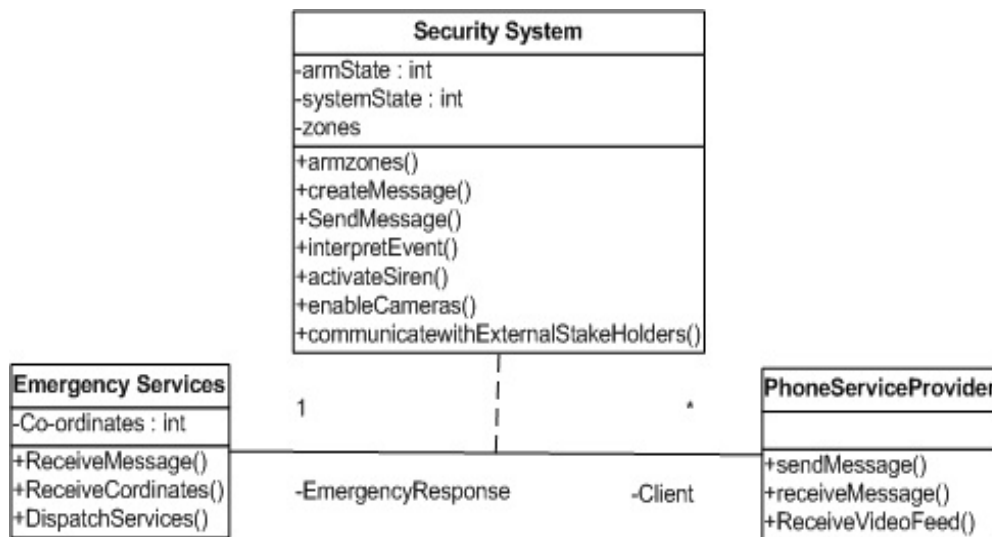 Security System
-armState : int
-systemState : int
-zones
+armzones()
+createMessage()
+SendMessage()
+interpretEvent()
+activateSiren()
+enableCameras()
+communicatewithExternalStakeHolders()
Emergency Services
-Co-ordinates : int
+ReceiveMessage()
+ReceiveCordinates()
+DispatchServices()
1
*
-EmergencyResponse
-Client
PhoneServiceProvider
+sendMessage()
+receiveMessage()
+ReceiveVideoFeed()